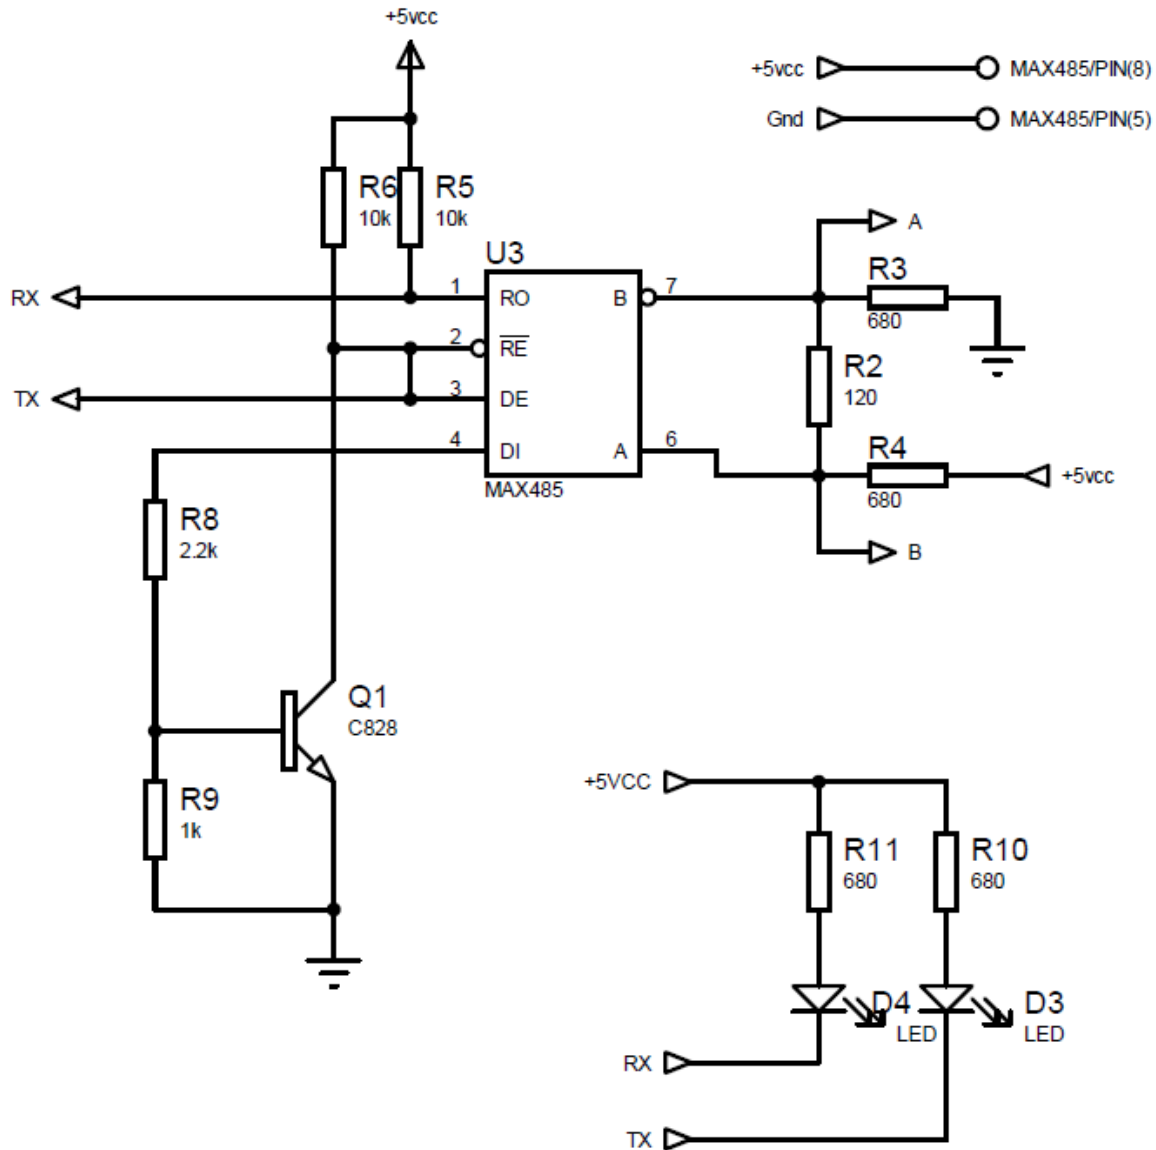 +5vcc
+5vcc MAX485/PIN(8)
Gnd MAX485/PIN(5)
R6 R5
10k 10k
A
U3
R3
680
RX 1 RO B 7
2 RE
R2
120
TX 3 DE
4 DI A 6
R4
680
+5vcc
MAX485
B
R8
2.2k
Q1
C828
R9
1k
+5VCC
R11 R10
680 680
D4 D3
LED LED
RX
TX